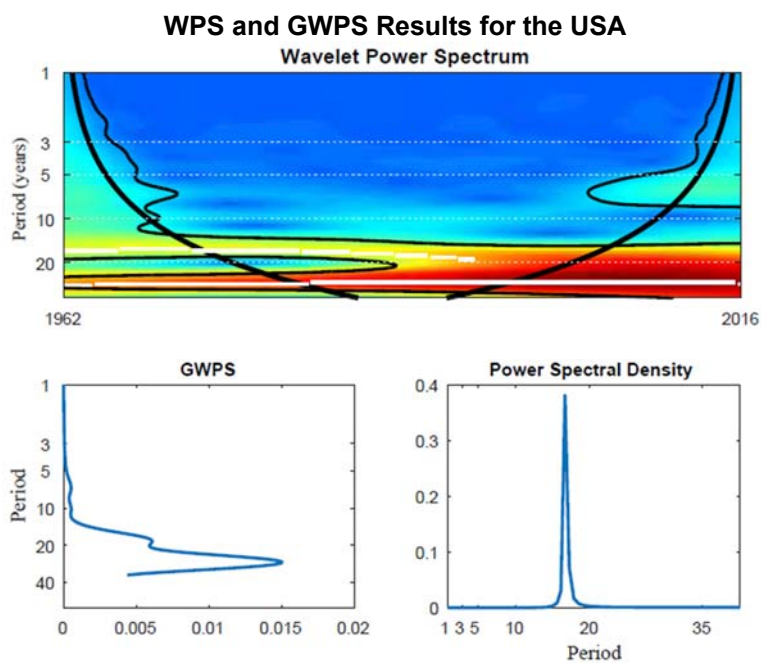 WPS and GWPS Results for the USA
Wavelet Power Spectrum
Period (years)
1
3
5
10
20
1962 2016
GWPS
Period
1
3
5
10
20
40
0 0.005 0.01 0.015 0.02
Power Spectral Density
0.4
0.3
0.2
0.1
0
1 3 5 10 20 35
Period